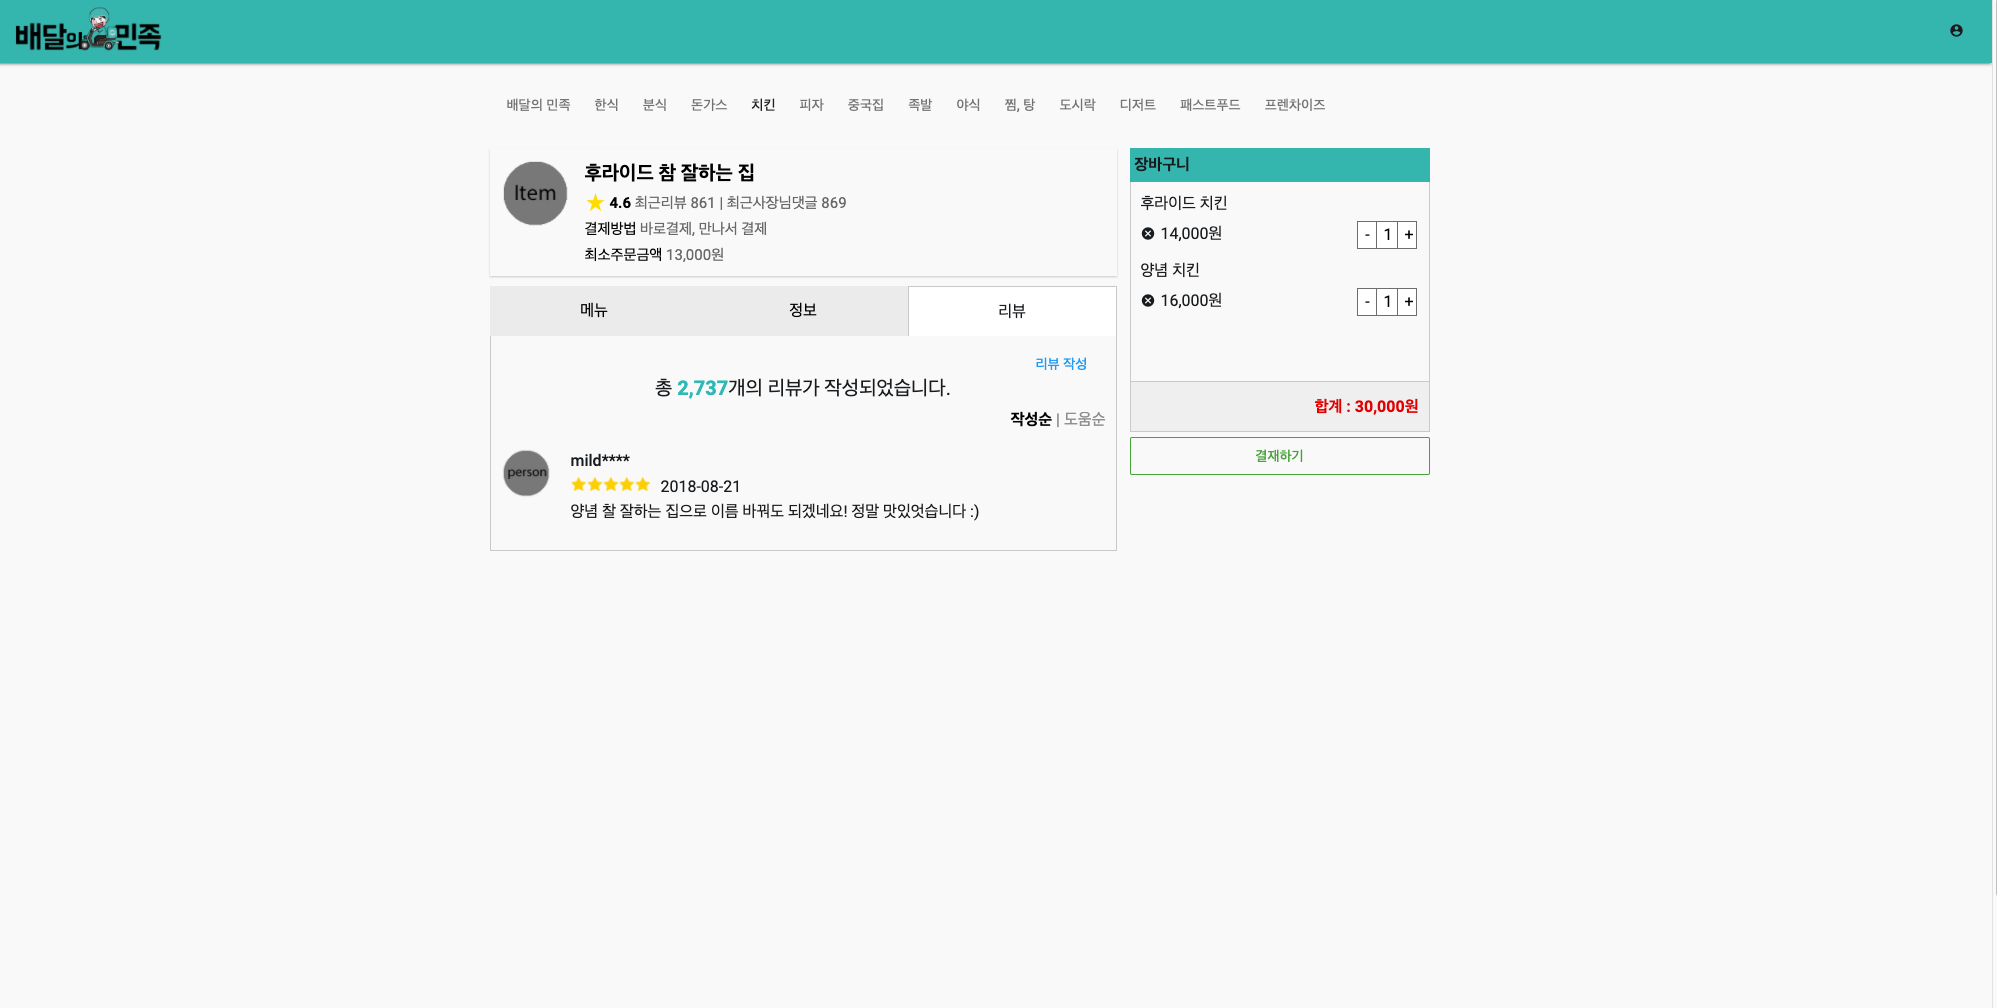 배달의민족
배달의 민족 한식 분식 돈가스 치킨 피자 중국집 족발 야식 찜, 탕 도시락 디저트 패스트푸드 프렌차이즈
Item
후라이드 참 잘하는 집
4.6 최근리뷰 861 | 최근사장님댓글 869
결제방법 바로결제, 만나서 결제
최소주문금액 13,000원
메뉴 정보 리뷰
리뷰 작성
총 2,737개의 리뷰가 작성되었습니다.
작성순 | 도움순
person
mild****
2018-08-21
양념 찰 잘하는 집으로 이름 바꿔도 되겠네요! 정말 맛있엇습니다 :)
장바구니
후라이드 치킨
14,000원 - 1 +
양념 치킨
16,000원 - 1 +
합계 : 30,000원
결재하기